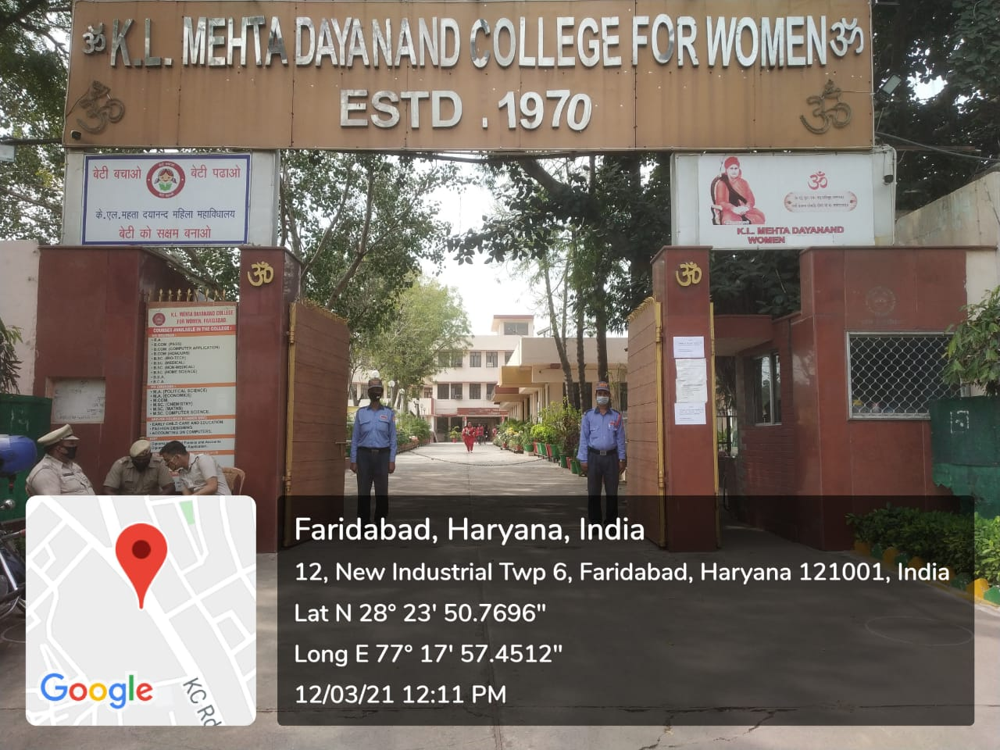 ॐ K.L. MEHTA DAYANAND COLLEGE FOR WOMEN ॐ
ESTD . 1970
ॐ ॐ
बेटी बचाओ बेटी पढाओ
के.एल.महता दयानन्द महिला महाविधालय
बेटी को सक्षम बनाओ
ॐ
K.L. MEHTA DAYANAND
WOMEN
ॐ ॐ
K.L. MEHTA DAYANAND COLLEGE
FOR WOMEN, FARIDABAD.
COURSES AVAILABLE IN THE COLLEGE :
B.A
B.COM (PASS)
B.COM (COMPUTER APPLICATION)
B.COM (HONOURS)
B.SC. (BIO-TECH)
B.SC. (MEDICAL)
B.SC. (NON-MEDICAL)
B.SC. (HOME SCIENCE)
B.B.A.
B.C.A.
PG COURSES :
M.A. (POLITICAL SCIENCE)
M.A. (ECONOMICS)
M.COM.
M.SC. (CHEMISTRY)
M.SC. (MATHS)
M.SC. COMPUTER SCIENCE.
EARLY CHILD CARE AND EDUCATION
FASHION DESIGNING
ACCOUNTING ON COMPUTERS.
Faridabad, Haryana, India
12, New Industrial Twp 6, Faridabad, Haryana 121001, India
Lat N 28° 23' 50.7696"
Long E 77° 17' 57.4512"
12/03/21 12:11 PM
Google
KC Rd